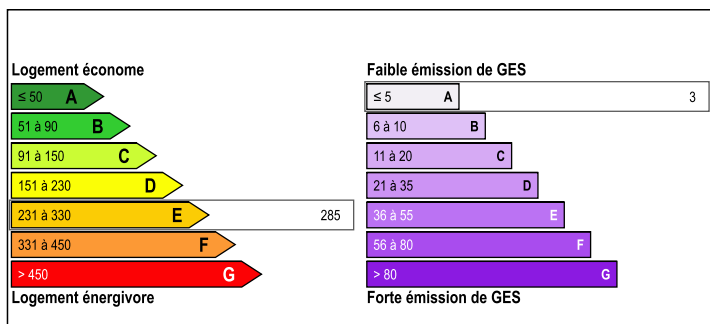 Logement économe
≤ 50 A
51 à 90 B
91 à 150 C
151 à 230 D
231 à 330 E 285
331 à 450 F
> 450 G
Logement énergivore
Faible émission de GES
≤ 5 A 3
6 à 10 B
11 à 20 C
21 à 35 D
36 à 55 E
56 à 80 F
> 80 G
Forte émission de GES